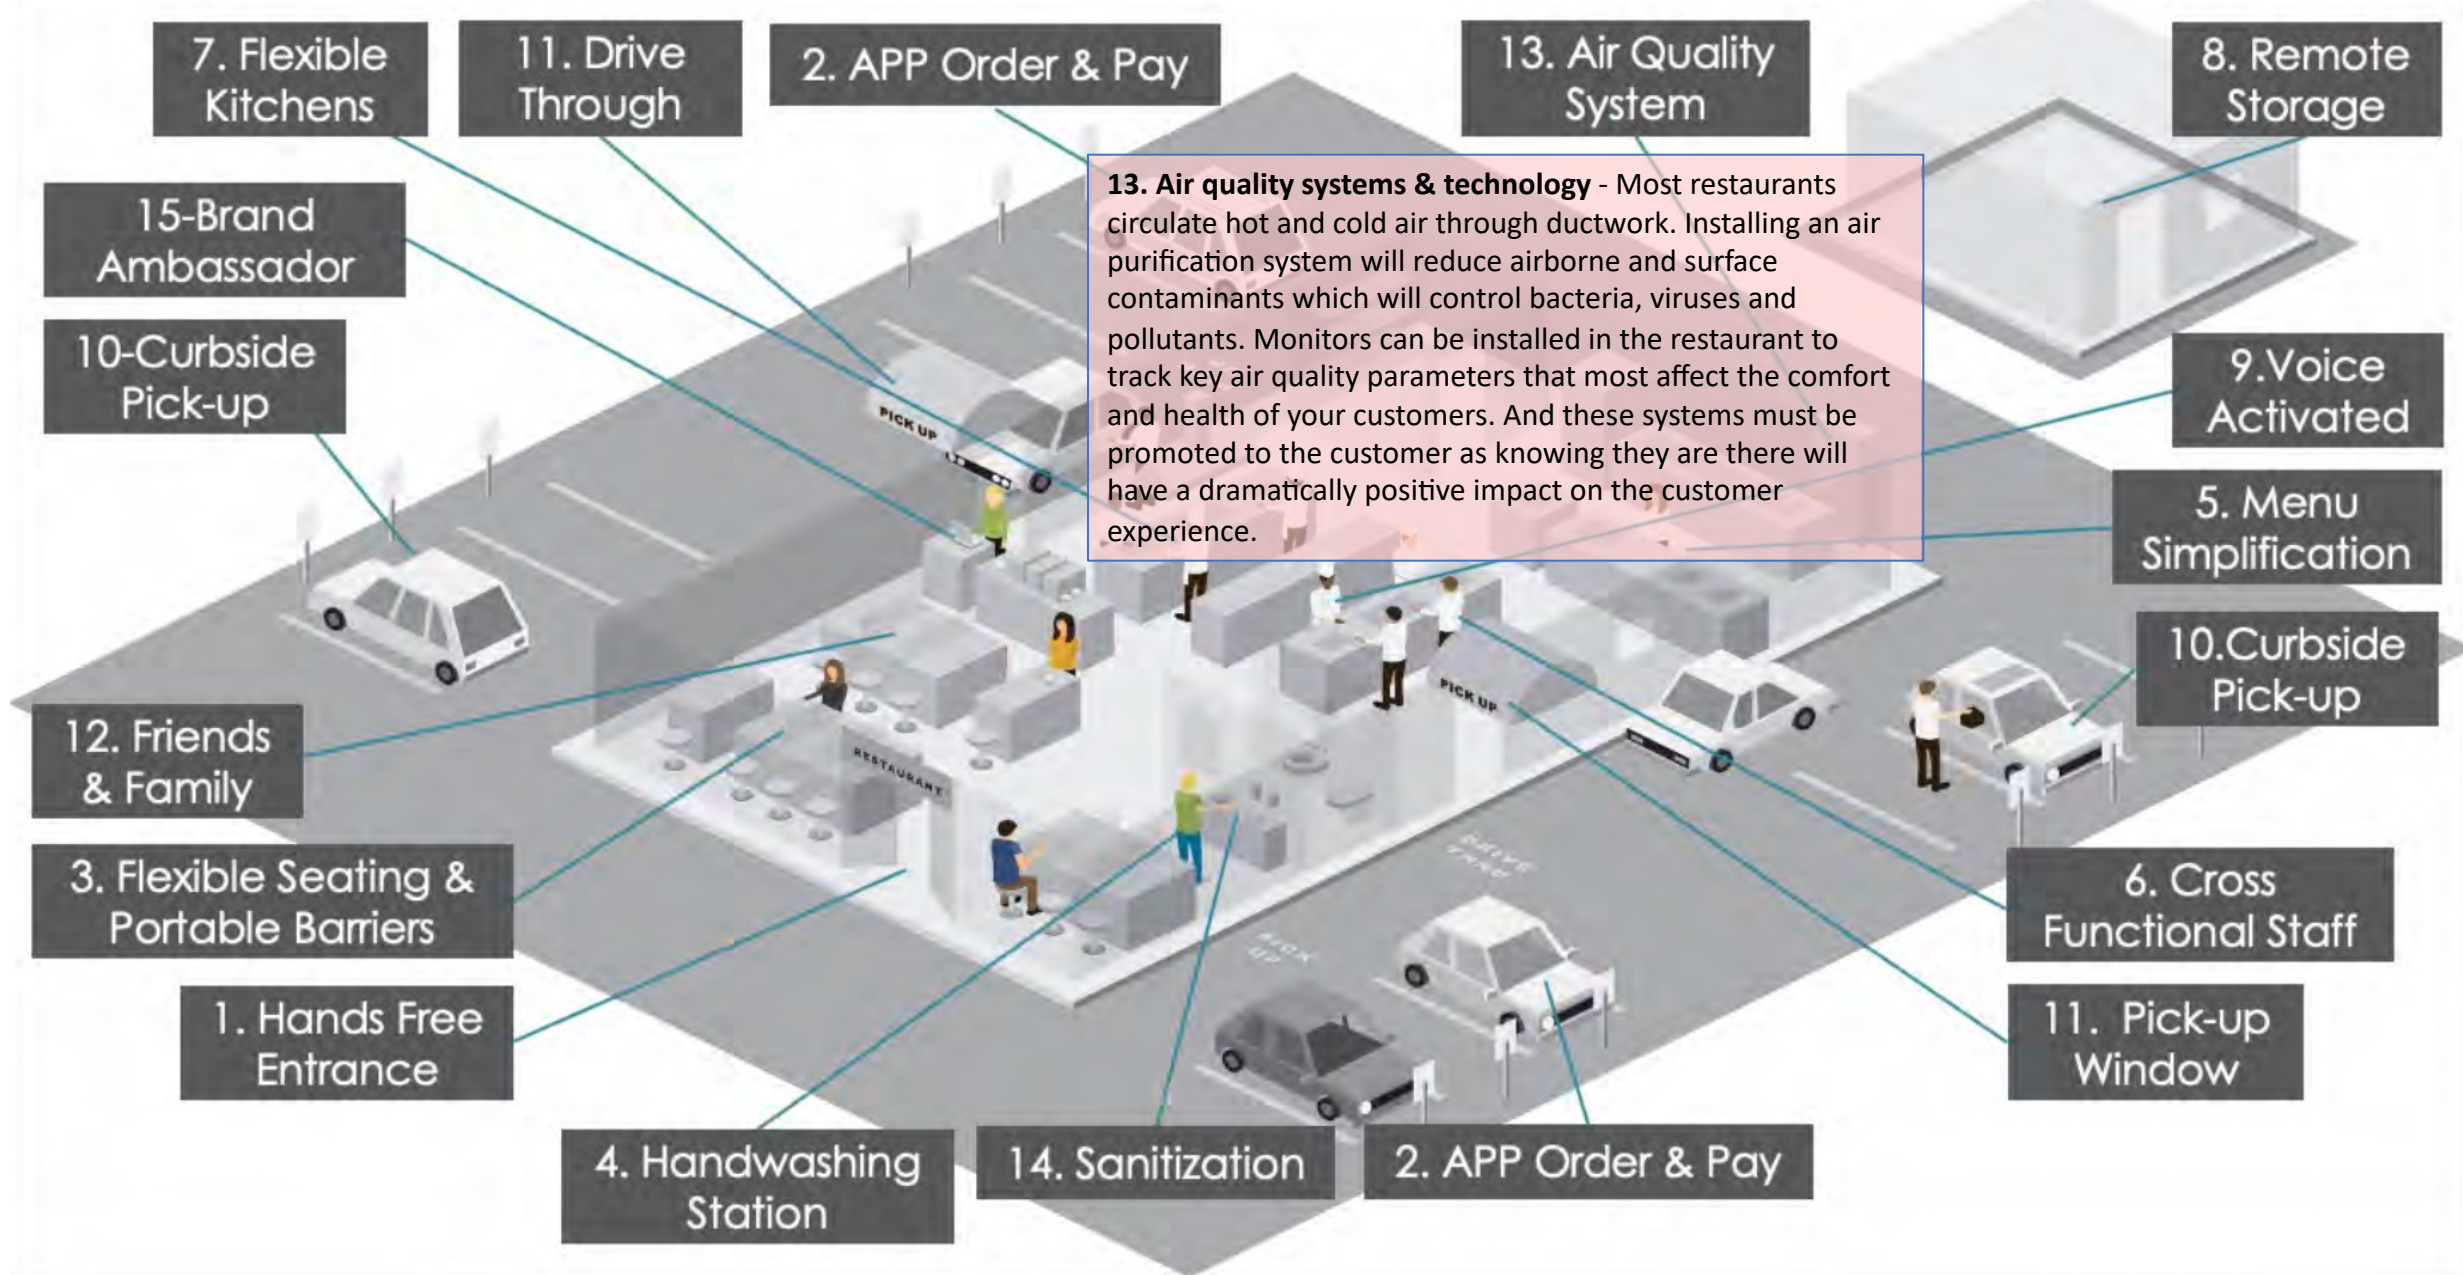 7. Flexible
Kitchens
11. Drive
Through
2. APP Order & Pay
13. Air Quality
System
8. Remote
Storage
15-Brand
Ambassador
10-Curbside
Pick-up
13. Air quality systems & technology - Most restaurants
circulate hot and cold air through ductwork. Installing an air
purification system will reduce airborne and surface
contaminants which will control bacteria, viruses and
pollutants. Monitors can be installed in the restaurant to
track key air quality parameters that most affect the comfort
and health of your customers. And these systems must be
promoted to the customer as knowing they are there will
have a dramatically positive impact on the customer
experience.
9.Voice
Activated
5. Menu
Simplification
10.Curbside
Pick-up
PICK UP
PICK UP
RESTAURANT
12. Friends
& Family
3. Flexible Seating &
Portable Barriers
DRIVE
THRU
PICK
UP
6. Cross
Functional Staff
1. Hands Free
Entrance
11. Pick-up
Window
4. Handwashing
Station
14. Sanitization
2. APP Order & Pay